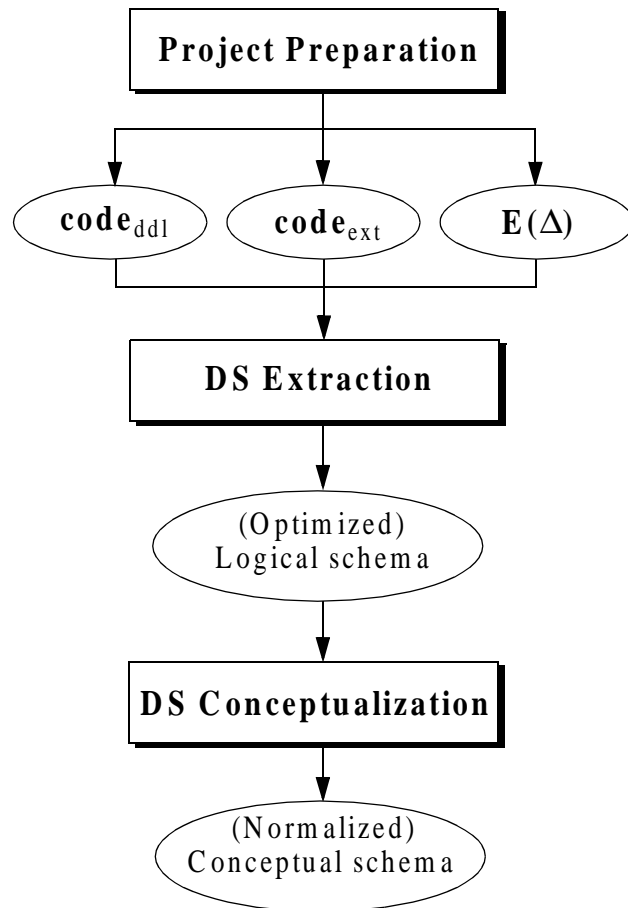 Project Preparation
code_ddl
code_ext
E(Δ)
DS Extraction
(Optimized)
Logical schema
DS Conceptualization
(Normalized)
Conceptual schema